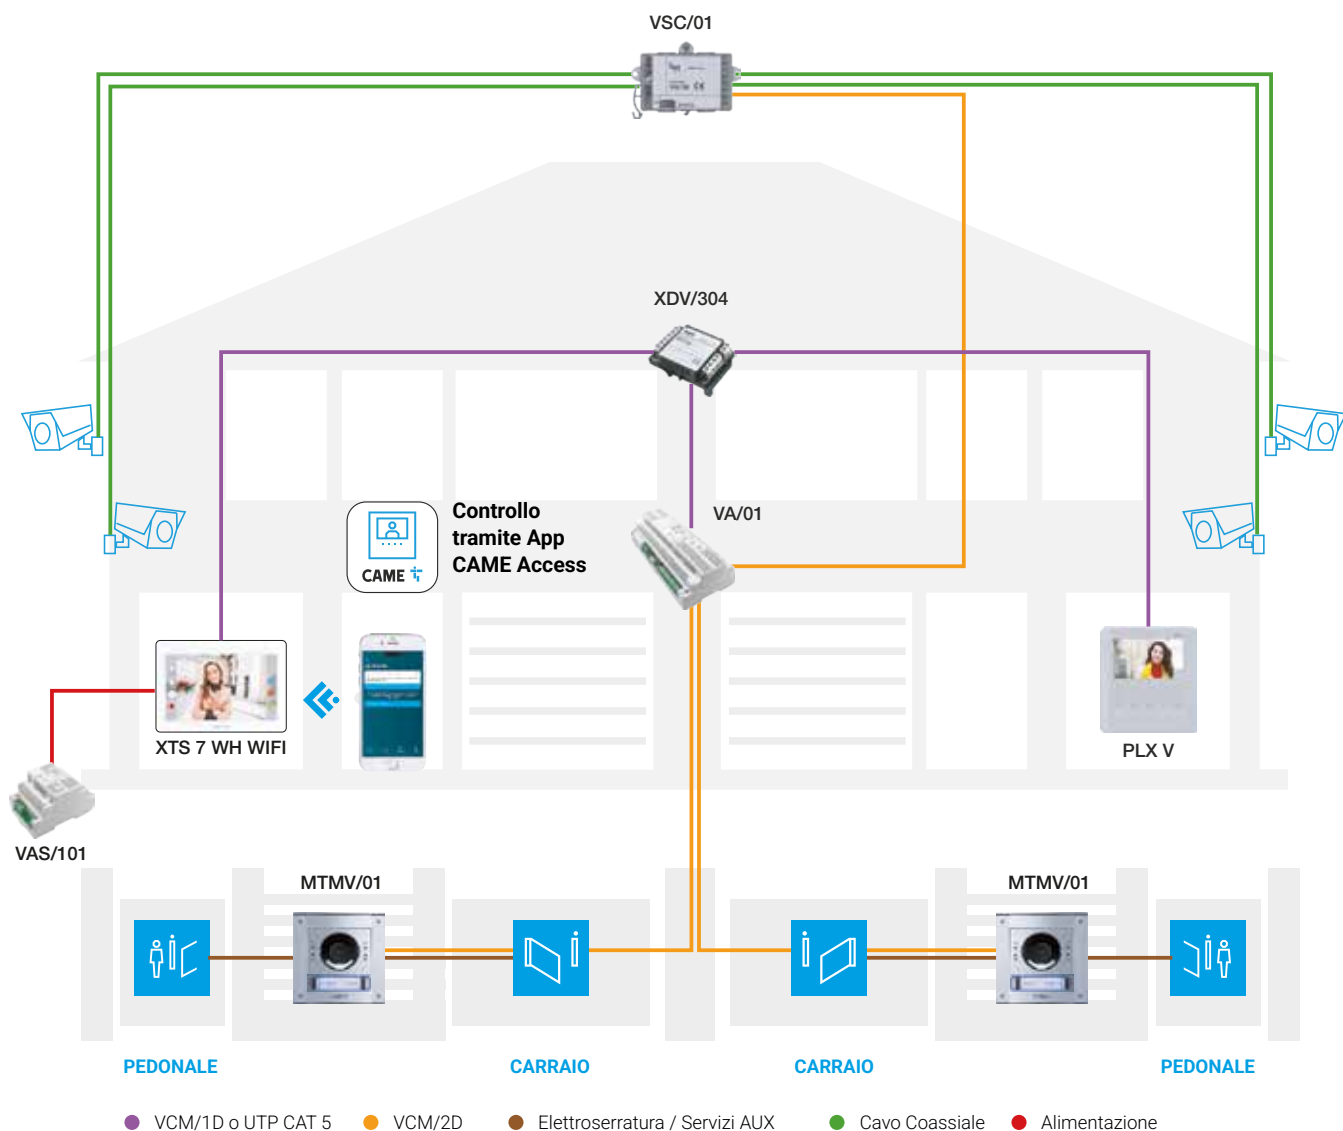 VSC/01
XDV/304
VA/01
Controllo
tramite App
CAME Access
CAME
XTS 7 WH WIFI
PLX V
VAS/101
MTMV/01
MTMV/01
PEDONALE
CARRAIO
CARRAIO
PEDONALE
VCM/1D o UTP CAT 5
VCM/2D
Elettroserratura / Servizi AUX
Cavo Coassiale
Alimentazione